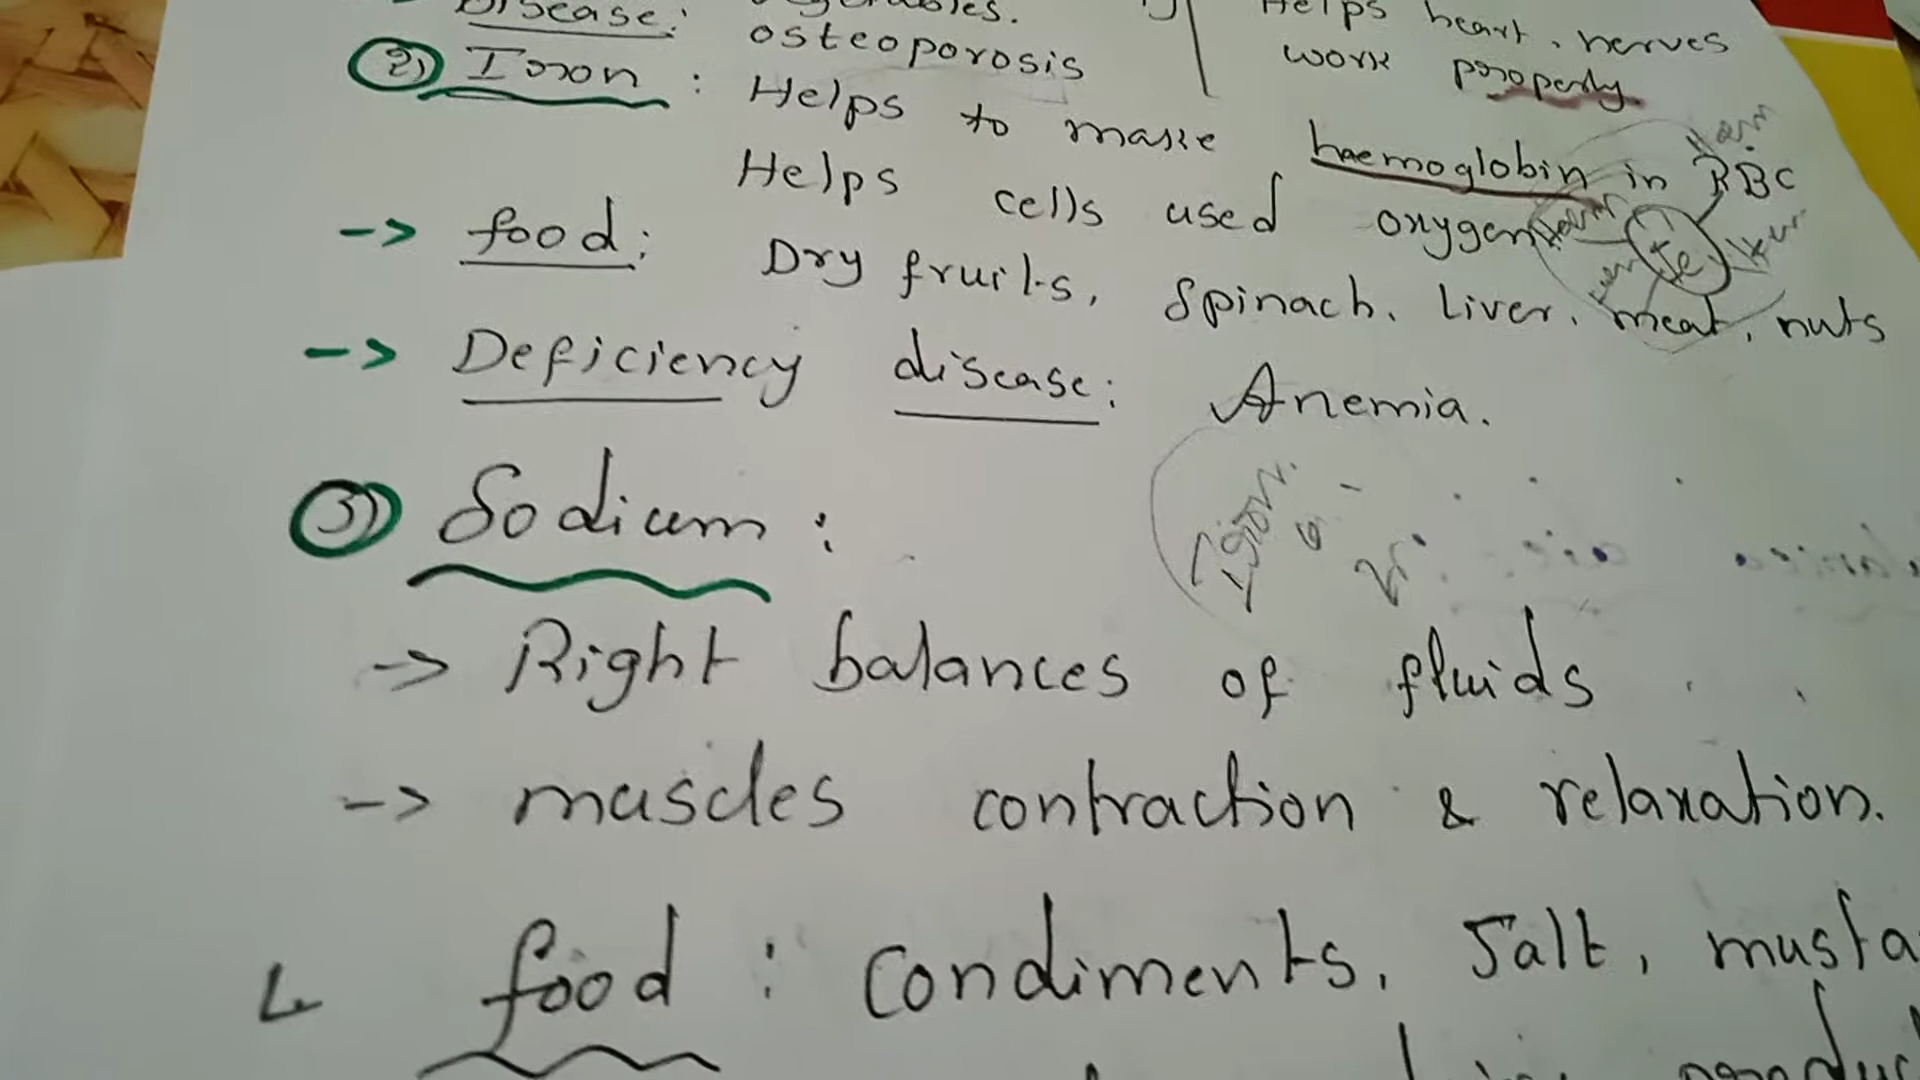 Disease: vegetables.
osteoporosis
Helps heart, nerves
work properly
2) Iron : Helps to make haemoglobin in RBC
Helps cells used oxygen
Fe
-> food: Dry fruits, Spinach, Liver, meat, nuts
-> Deficiency disease: Anemia.
3) Sodium :
-> Right balances of fluids
-> muscles contraction & relaxation.
food : Condiments, Salt, musta